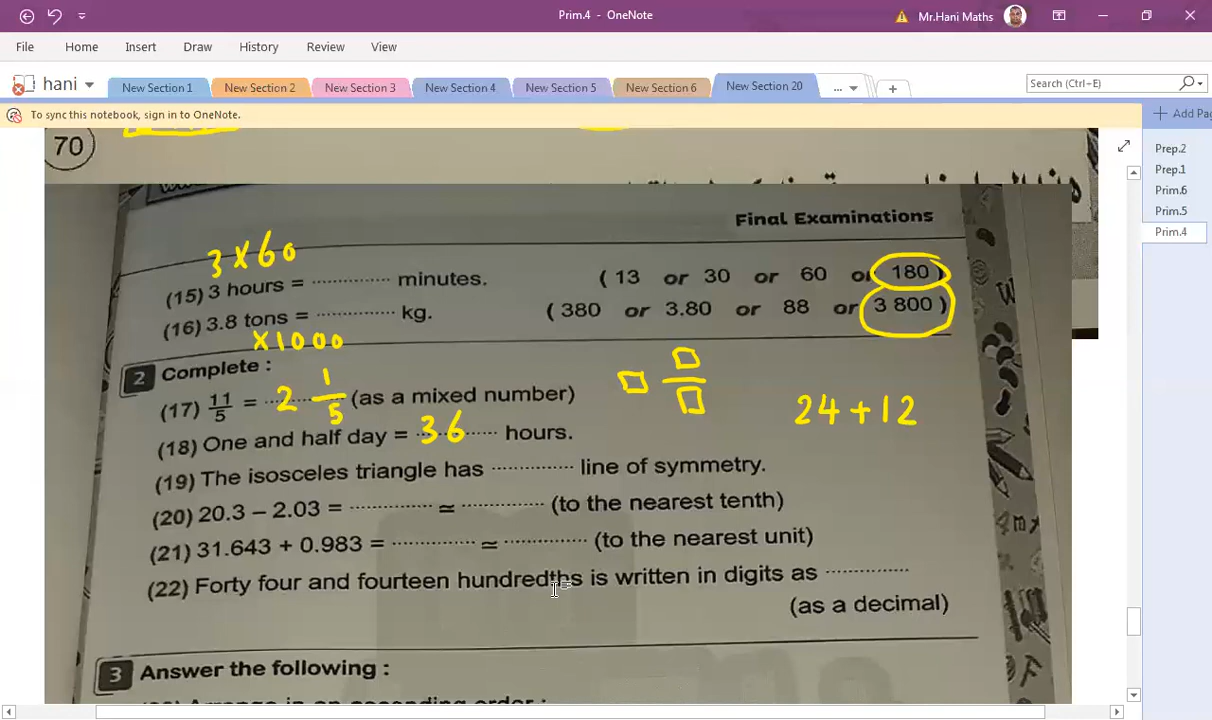 Prim.4 - OneNote
Mr.Hani Maths
File Home Insert Draw History Review View
hani
New Section 1 New Section 2 New Section 3 New Section 4 New Section 5 New Section 6 New Section 20 ...
Search (Ctrl+E)
To sync this notebook, sign in to OneNote.
Add Pag
Prep.2
Prep.1
Prim.6
Prim.5
Prim.4
70
Final Examinations
3 × 60
(15) 3 hours = ............ minutes. ( 13 or 30 or 60 or 180 )
(16) 3.8 tons = ............ kg. ( 380 or 3.80 or 88 or 3 800 )
×1000
2 Complete :
(17) 11/5 = 2 1/5 (as a mixed number)
24+12
(18) One and half day = 36 hours.
(19) The isosceles triangle has ............ line of symmetry.
(20) 20.3 – 2.03 = ............ ≃ ............ (to the nearest tenth)
(21) 31.643 + 0.983 = ............ ≃ ............ (to the nearest unit)
(22) Forty four and fourteen hundredths is written in digits as ............
(as a decimal)
3 Answer the following :